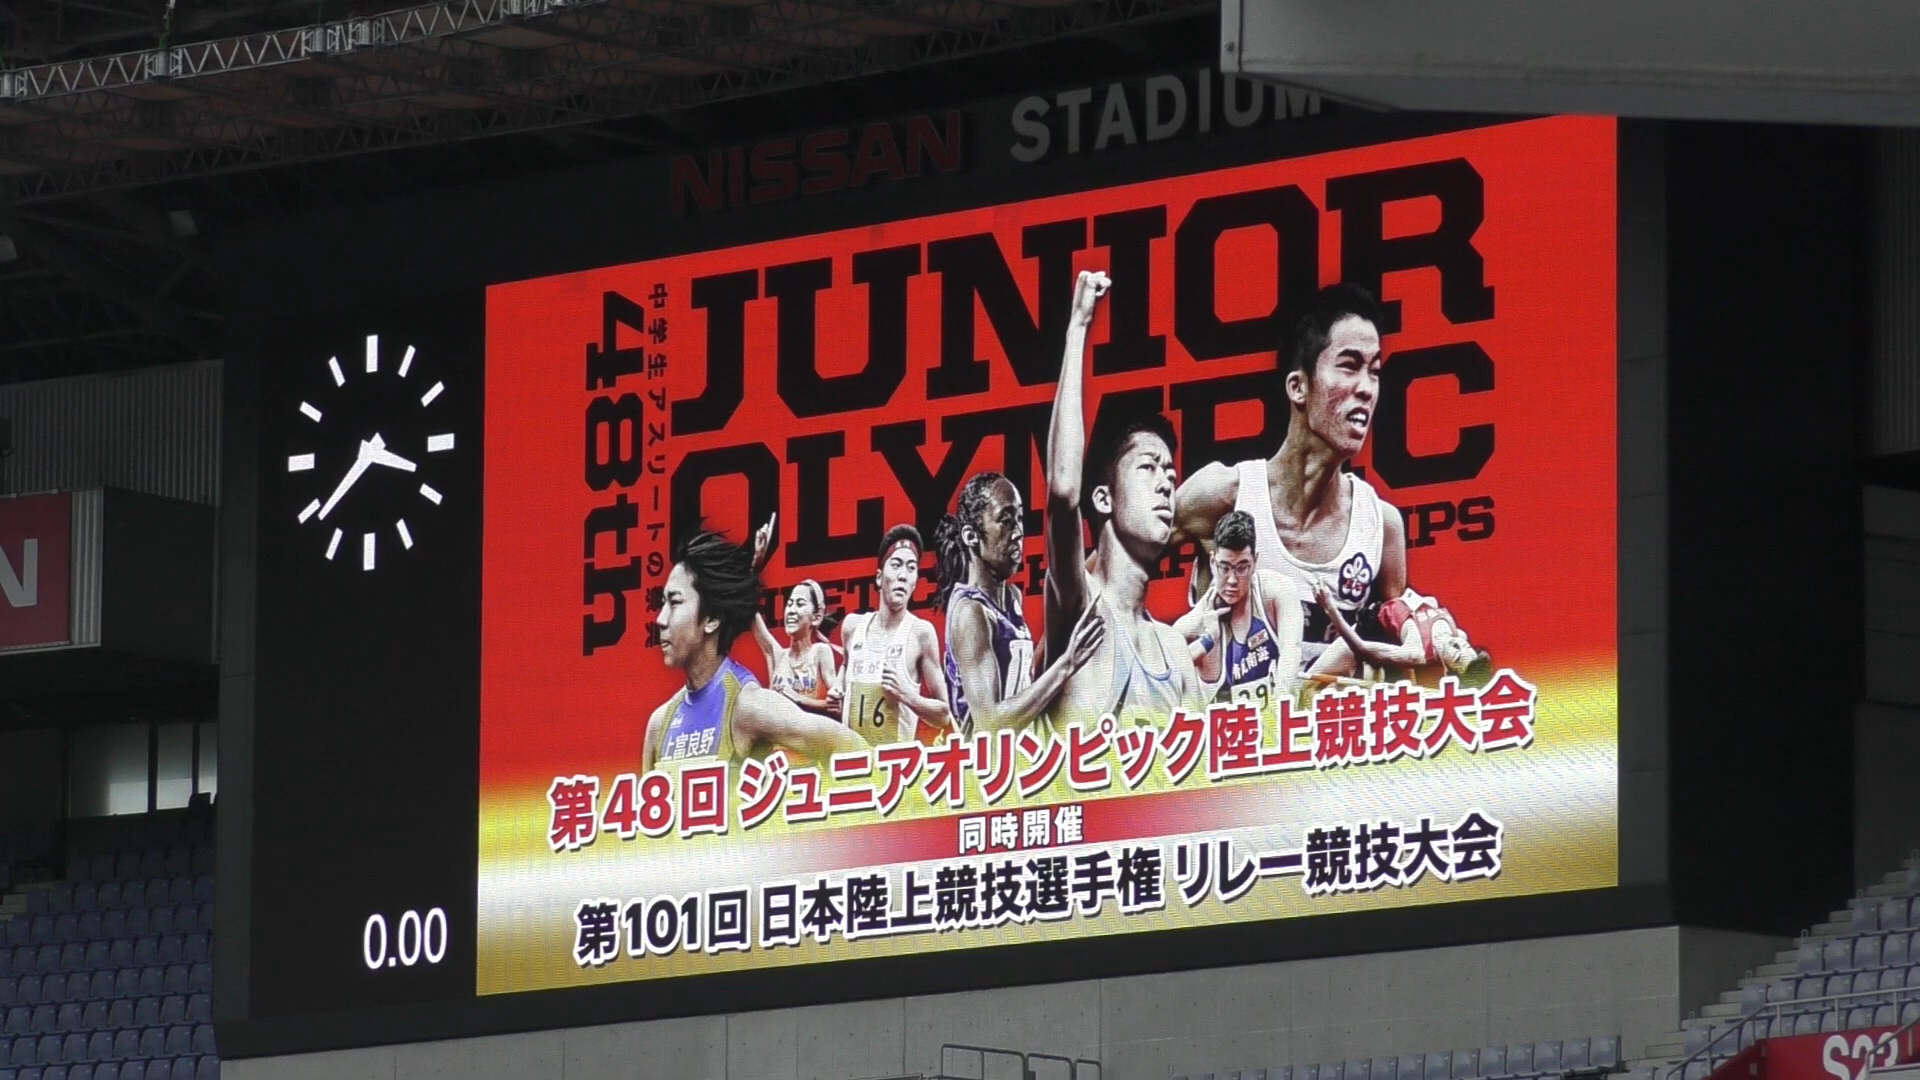 NISSAN STADIUM
JUNIOR
OLYMPIC
48th
中学生アスリートの
第48回 ジュニアオリンピック陸上競技大会
同時開催
第101回 日本陸上競技選手権 リレー競技大会
上富良野
16
0.00
N